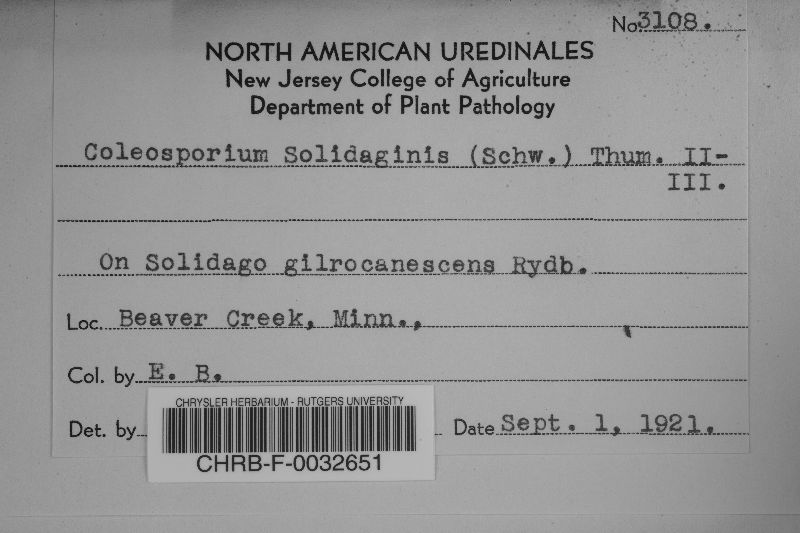 No. 3108.
NORTH AMERICAN UREDINALES
New Jersey College of Agriculture
Department of Plant Pathology
Coleosporium Solidaginis (Schw.) Thum. II-
III.
On Solidago gilrocanescens Rydb.
Loc. Beaver Creek, Minn.,
Col. by E. B.
CHRYSLER HERBARIUM - RUTGERS UNIVERSITY
Det. by Date Sept. 1, 1921.
CHRB-F-0032651